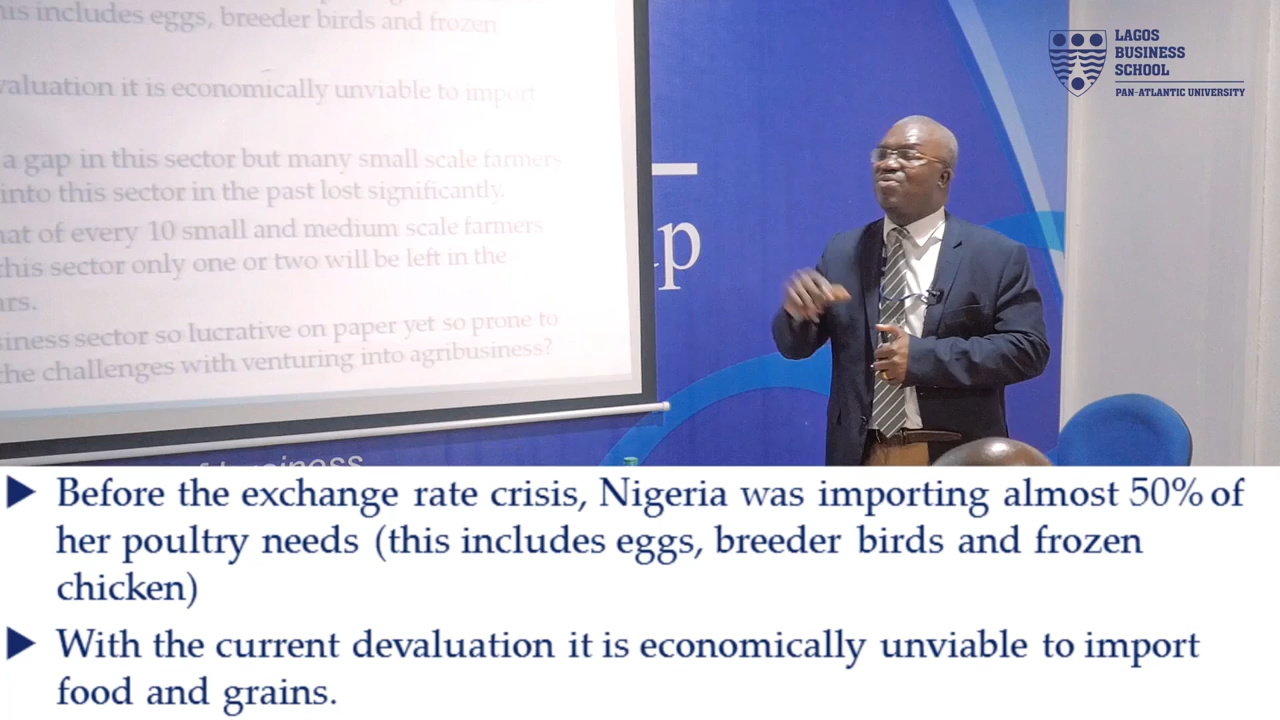 his includes eggs, breeder birds and frozen
valuation it is economically unviable to import
a gap in this sector but many small scale farmers
into this sector in the past lost significantly.
hat of every 10 small and medium scale farmers
this sector only one or two will be left in the
ars.
siness sector so lucrative on paper yet so prone to
the challenges with venturing into agribusiness?
up
of business
LAGOS
BUSINESS
SCHOOL
PAN-ATLANTIC UNIVERSITY
▶ Before the exchange rate crisis, Nigeria was importing almost 50% of
her poultry needs (this includes eggs, breeder birds and frozen
chicken)
▶ With the current devaluation it is economically unviable to import
food and grains.